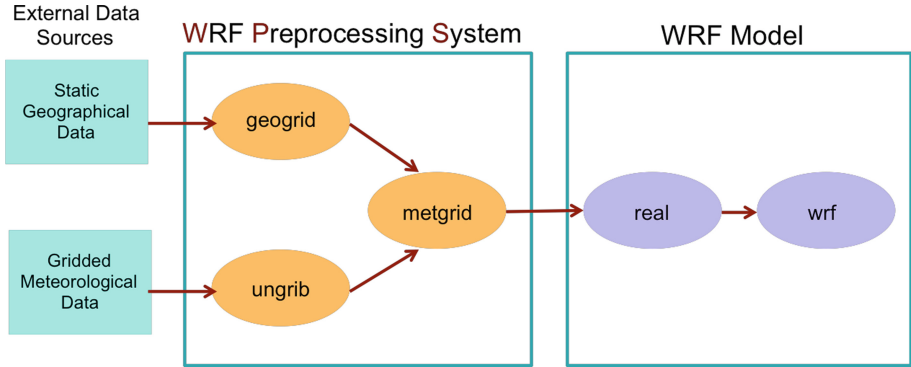 External Data
Sources
WRF Preprocessing System
WRF Model
Static
Geographical
Data
geogrid
metgrid
real
wrf
Gridded
Meteorological
Data
ungrib